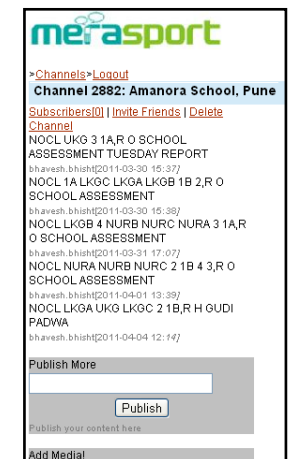 merasport
>Channels>Logout
Channel 2882: Amanora School, Pune
Subscribers[0] | Invite Friends | Delete
Channel
NOCL UKG 3 1A,R O SCHOOL
ASSESSMENT TUESDAY REPORT
bhavesh.bhisht[2011-03-30 15:37]
NOCL 1A LKGC LKGA LKGB 1B 2,R O
SCHOOL ASSESSMENT
bhavesh.bhisht[2011-03-30 15:38]
NOCL LKGB 4 NURB NURC NURA 3 1A,R
O SCHOOL ASSESSMENT
bhavesh.bhisht[2011-03-31 17:07]
NOCL NURA NURB NURC 2 1B 4 3,R O
SCHOOL ASSESSMENT
bhavesh.bhisht[2011-04-01 13:39]
NOCL LKGA UKG LKGC 2 1B,R H GUDI
PADWA
bhavesh.bhisht[2011-04-04 12:14]
Publish More
Publish
Publish your content here
Add Media!